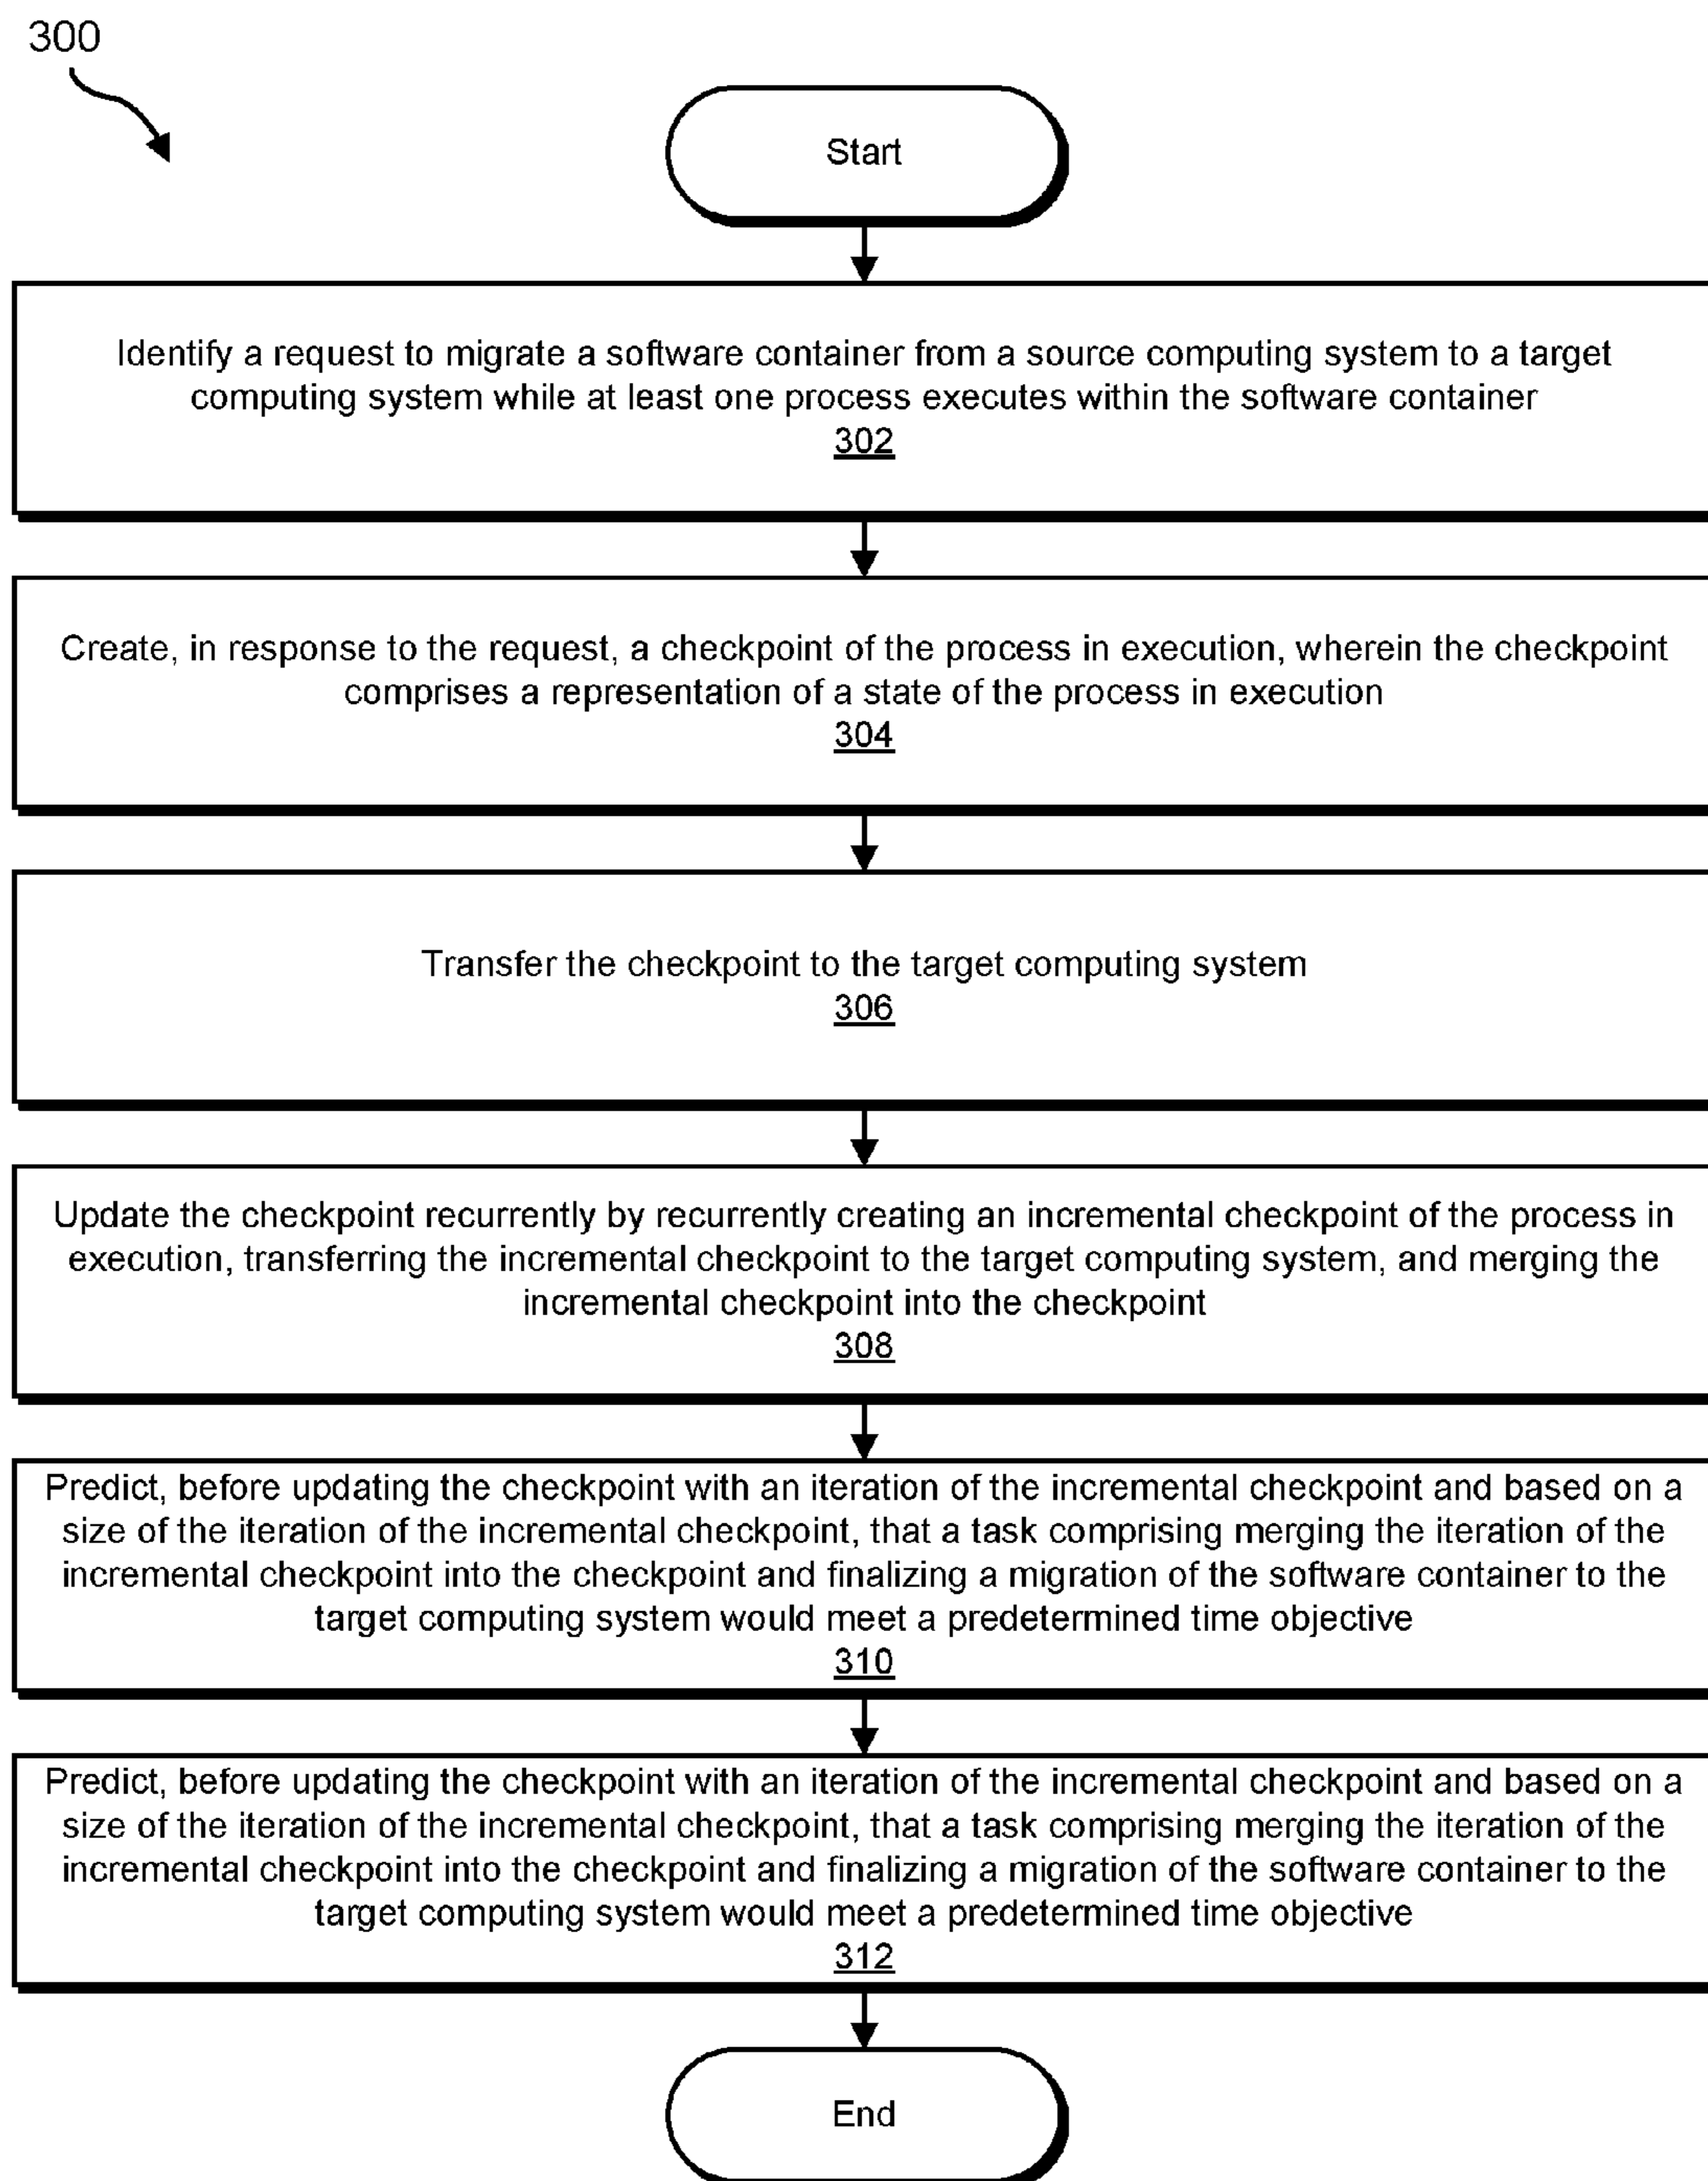 300
Start
Identify a request to migrate a software container from a source computing system to a target
computing system while at least one process executes within the software container
302
Create, in response to the request, a checkpoint of the process in execution, wherein the checkpoint
comprises a representation of a state of the process in execution
304
Transfer the checkpoint to the target computing system
306
Update the checkpoint recurrently by recurrently creating an incremental checkpoint of the process in
execution, transferring the incremental checkpoint to the target computing system, and merging the
incremental checkpoint into the checkpoint
308
Predict, before updating the checkpoint with an iteration of the incremental checkpoint and based on a
size of the iteration of the incremental checkpoint, that a task comprising merging the iteration of the
incremental checkpoint into the checkpoint and finalizing a migration of the software container to the
target computing system would meet a predetermined time objective
310
Predict, before updating the checkpoint with an iteration of the incremental checkpoint and based on a
size of the iteration of the incremental checkpoint, that a task comprising merging the iteration of the
incremental checkpoint into the checkpoint and finalizing a migration of the software container to the
target computing system would meet a predetermined time objective
312
End